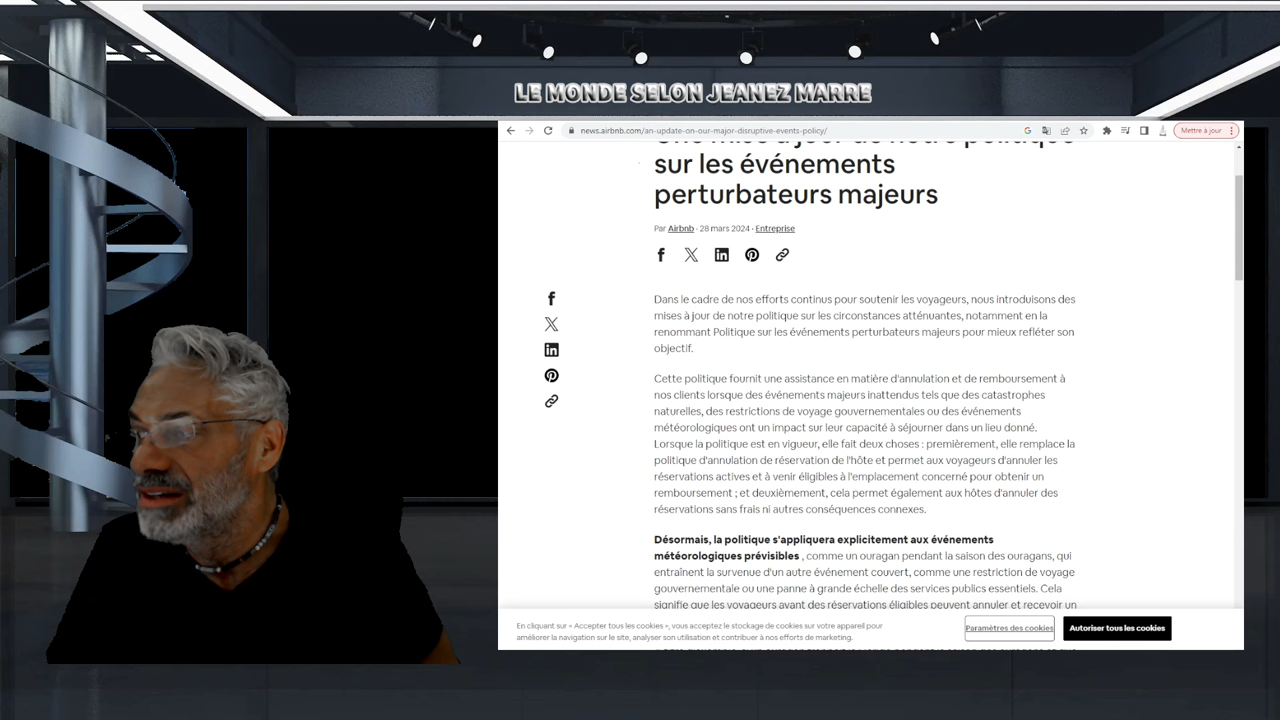 LE MONDE SELON JEANEZ MARRE
news.airbnb.com/an-update-on-our-major-disruptive-events-policy/
Mettre à jour
Une mise à jour de notre politique
sur les événements
perturbateurs majeurs
Par Airbnb · 28 mars 2024 · Entreprise
Dans le cadre de nos efforts continus pour soutenir les voyageurs, nous introduisons des
mises à jour de notre politique sur les circonstances atténuantes, notamment en la
renommant Politique sur les événements perturbateurs majeurs pour mieux refléter son
objectif.
Cette politique fournit une assistance en matière d'annulation et de remboursement à
nos clients lorsque des événements majeurs inattendus tels que des catastrophes
naturelles, des restrictions de voyage gouvernementales ou des événements
météorologiques ont un impact sur leur capacité à séjourner dans un lieu donné.
Lorsque la politique est en vigueur, elle fait deux choses : premièrement, elle remplace la
politique d'annulation de réservation de l'hôte et permet aux voyageurs d'annuler les
réservations actives et à venir éligibles à l'emplacement concerné pour obtenir un
remboursement ; et deuxièmement, cela permet également aux hôtes d'annuler des
réservations sans frais ni autres conséquences connexes.
Désormais, la politique s'appliquera explicitement aux événements
météorologiques prévisibles , comme un ouragan pendant la saison des ouragans, qui
entraînent la survenue d'un autre événement couvert, comme une restriction de voyage
gouvernementale ou une panne à grande échelle des services publics essentiels. Cela
signifie que les voyageurs ayant des réservations éligibles peuvent annuler et recevoir un
En cliquant sur « Accepter tous les cookies », vous acceptez le stockage de cookies sur votre appareil pour
améliorer la navigation sur le site, analyser son utilisation et contribuer à nos efforts de marketing.
Paramètres des cookies
Autoriser tous les cookies